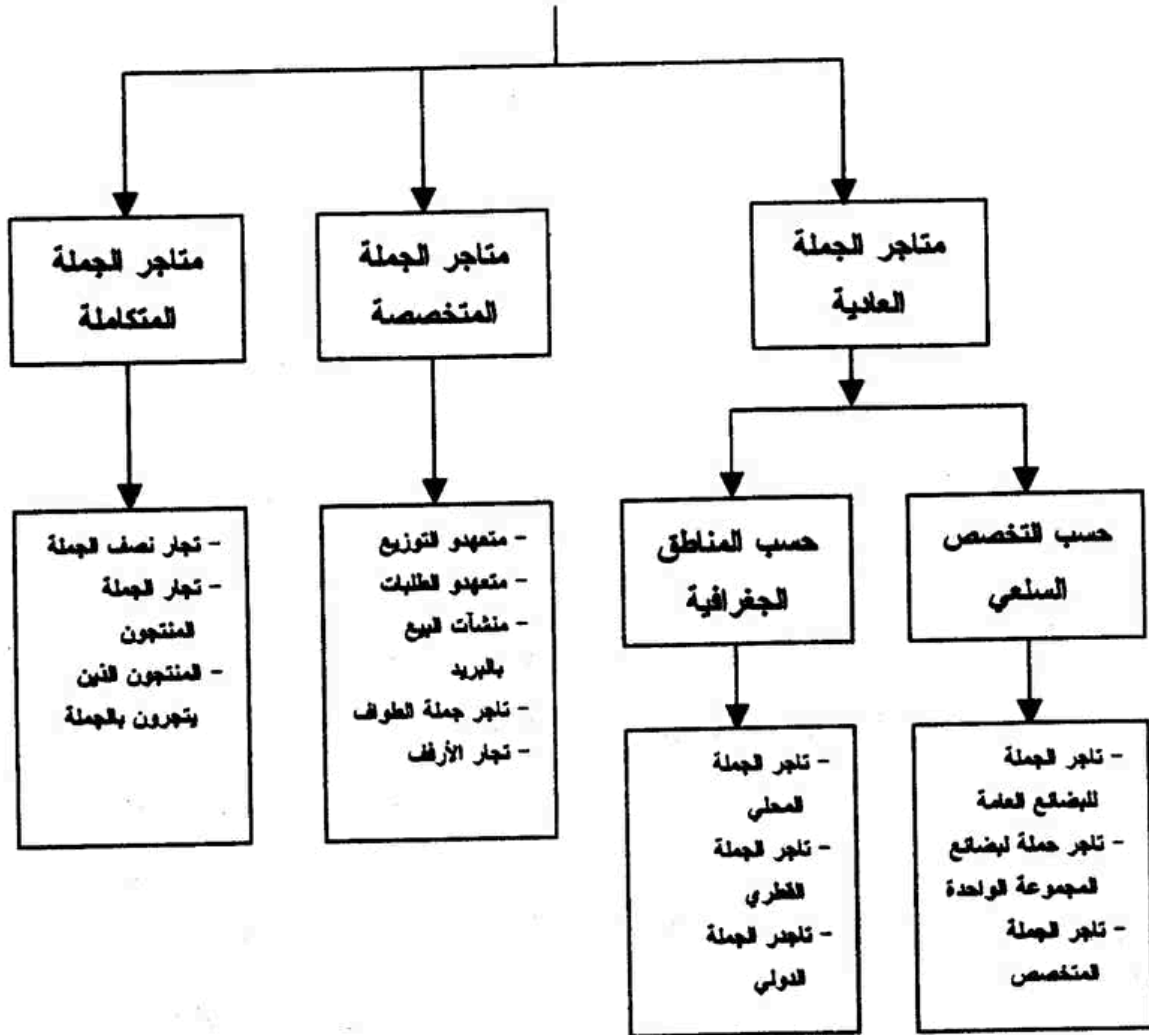 متاجر الجملة
العادية
متاجر الجملة
المتخصصة
متاجر الجملة
المتكاملة
حسب التخصص
السلعي
حسب المناطق
الجغرافية
- تاجر الجملة
للبضائع العامة
- تاجر حملة لبضائع
المجموعة الواحدة
- تاجر الجملة
المتخصص
- تاجر الجملة
المحلي
- تاجر الجملة
القطري
- تاجدر الجملة
الدولي
- متعهدو التوزيع
- متعهدو الطلبات
- منشآت البيع
بالبريد
- تاجر جملة الطواف
- تجار الأرفف
- تجار نصف الجملة
- تجار الجملة
المنتجون
- المنتجون الذين
يتجرون بالجملة